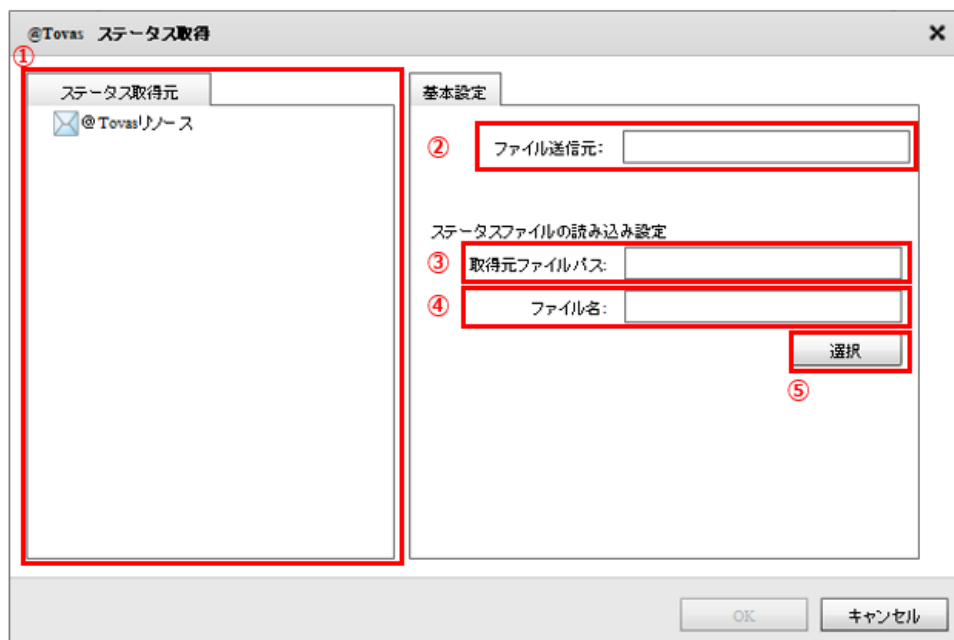 @Tovas ステータス取得
①
ステータス取得元
@Tovasリソース
基本設定
② ファイル送信元:
ステータスファイルの読み込み設定
③ 取得元ファイルパス:
④ ファイル名:
選択
⑤
OK
キャンセル